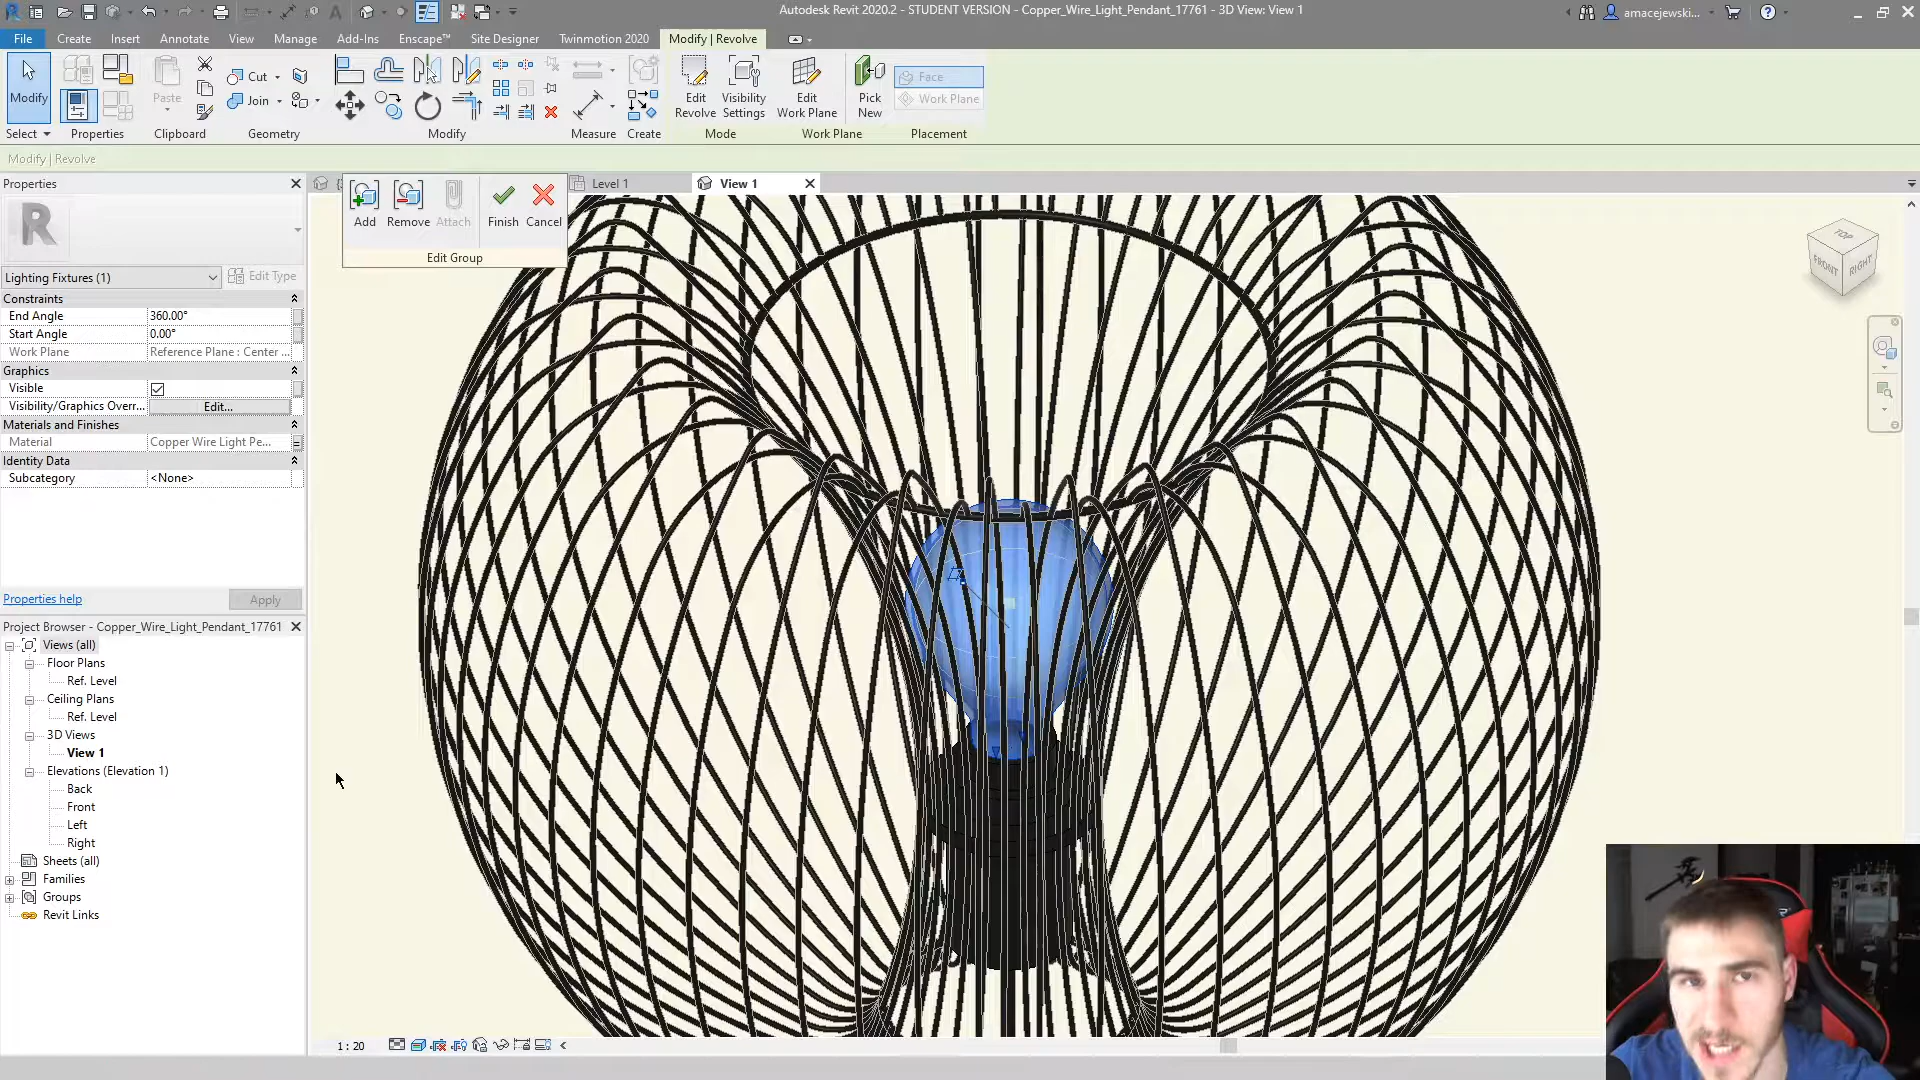 Autodesk Revit 2020.2 - STUDENT VERSION - Copper_Wire_Light_Pendant_17761 - 3D View: View 1
amacejewski...
File Create Insert Annotate View Manage Add-Ins Enscape™ Site Designer Twinmotion 2020 Modify | Revolve
Modify
Paste
Cut
Join
Edit Revolve
Visibility Settings
Edit Work Plane
Pick New
Face
Work Plane
Select Properties Clipboard Geometry Modify Measure Create Mode Work Plane Placement
Modify | Revolve
Properties
R
Lighting Fixtures (1)
Edit Type
Constraints
End Angle 360.00°
Start Angle 0.00°
Work Plane Reference Plane : Center ...
Graphics
Visible
Visibility/Graphics Overr... Edit...
Materials and Finishes
Material Copper Wire Light Pe...
Identity Data
Subcategory <None>
Properties help
Apply
Project Browser - Copper_Wire_Light_Pendant_17761
Views (all)
Floor Plans
Ref. Level
Ceiling Plans
Ref. Level
3D Views
View 1
Elevations (Elevation 1)
Back
Front
Left
Right
Sheets (all)
Families
Groups
Revit Links
Level 1
View 1
Add Remove Attach Finish Cancel
Edit Group
TOP
FRONT
RIGHT
1 : 20